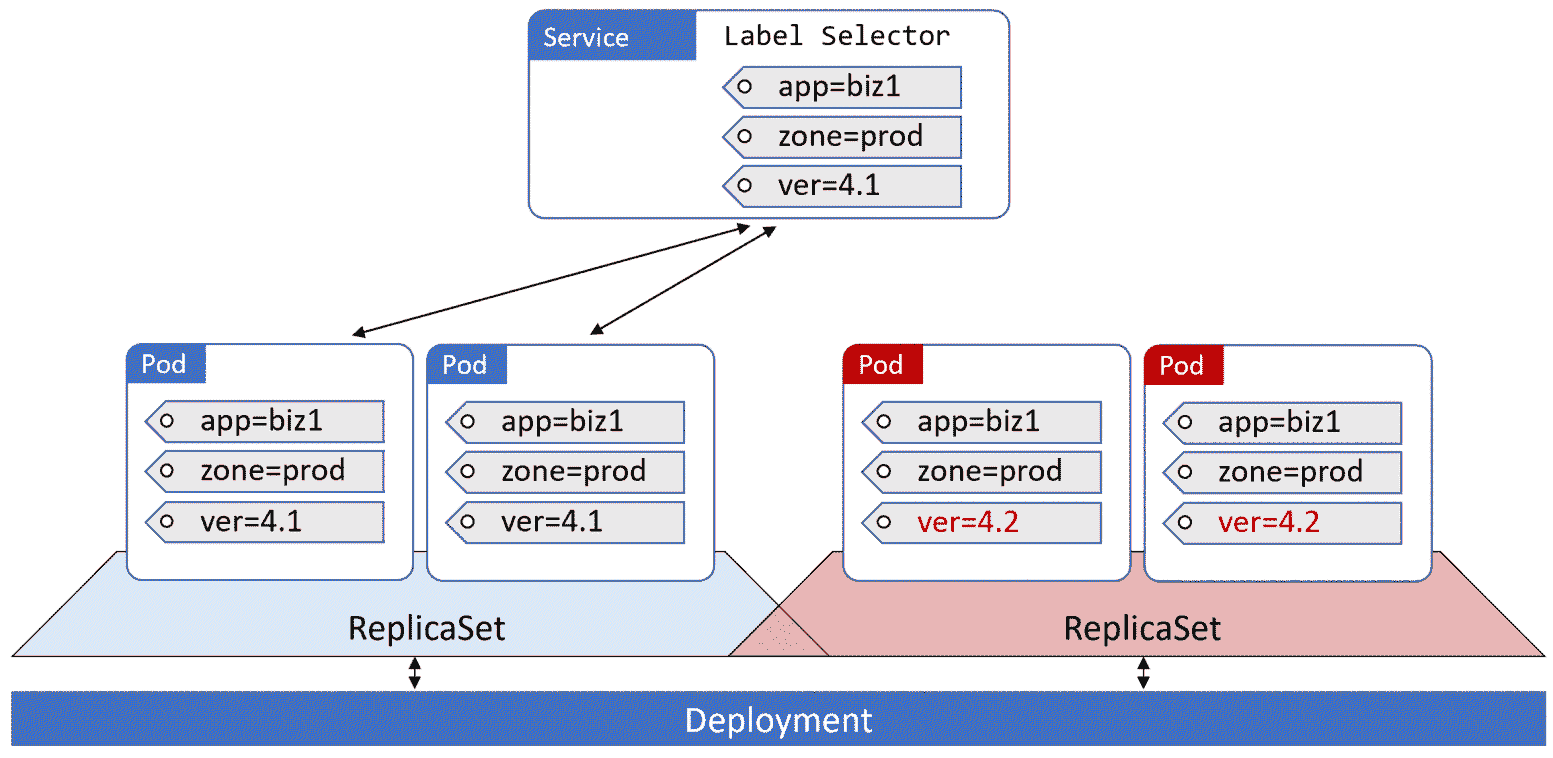 Service
Label Selector
app=biz1
zone=prod
ver=4.1
Pod
app=biz1
zone=prod
ver=4.1
Pod
app=biz1
zone=prod
ver=4.1
Pod
app=biz1
zone=prod
ver=4.2
Pod
app=biz1
zone=prod
ver=4.2
ReplicaSet
ReplicaSet
Deployment